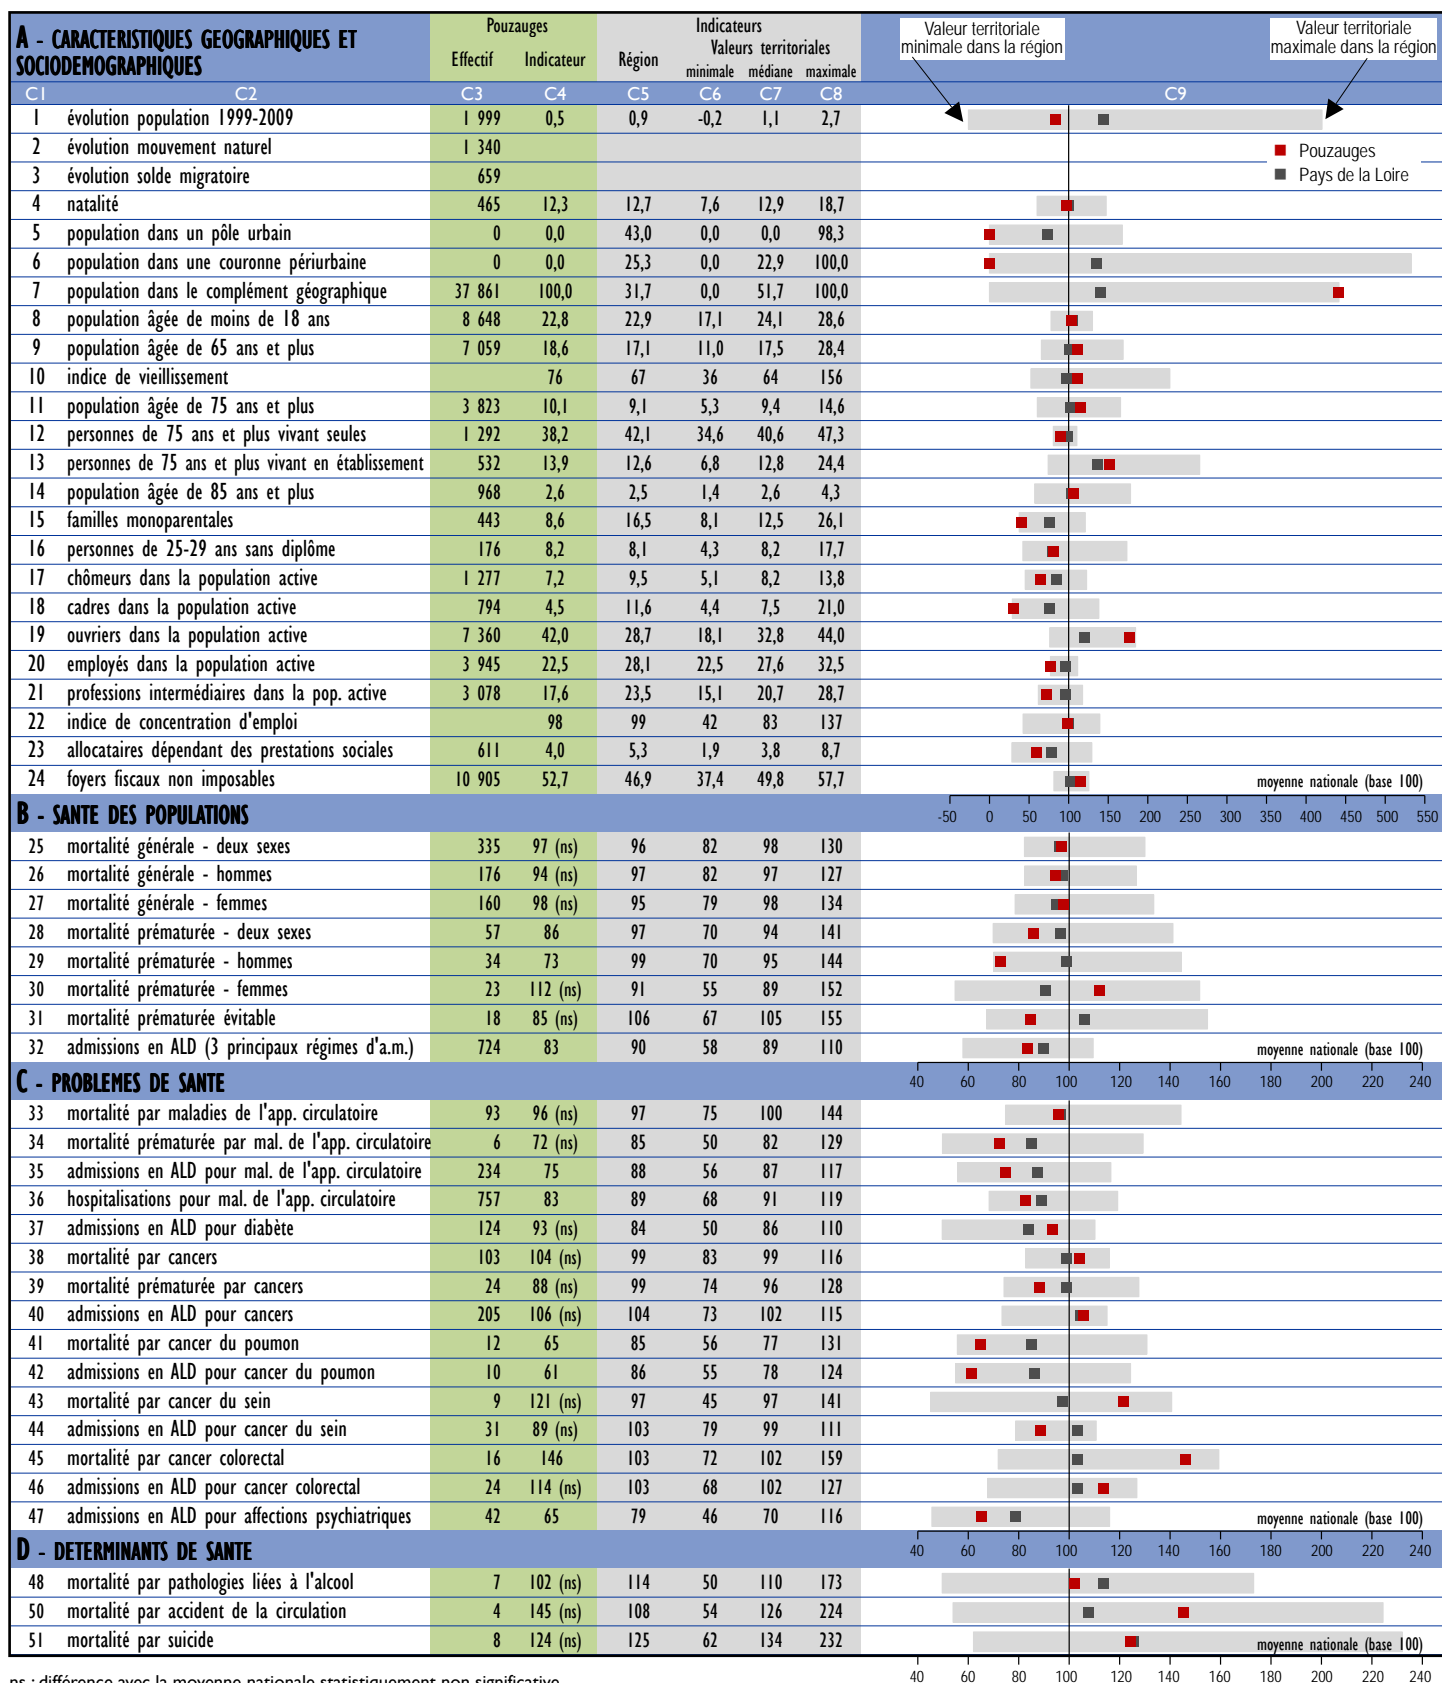 A - CARACTERISTIQUES GEOGRAPHIQUES ET SOCIODEMOGRAPHIQUES
Pouzauges Indicateurs
Effectif Indicateur Région Valeurs territoriales
minimale médiane maximale
Valeur territoriale minimale dans la région
Valeur territoriale maximale dans la région
C1 C2 C3 C4 C5 C6 C7 C8 C9
1 évolution population 1999-2009 1 999 0,5 0,9 -0,2 1,1 2,7
2 évolution mouvement naturel 1 340
Pouzauges
3 évolution solde migratoire 659
Pays de la Loire
4 natalité 465 12,3 12,7 7,6 12,9 18,7
5 population dans un pôle urbain 0 0,0 43,0 0,0 0,0 98,3
6 population dans une couronne périurbaine 0 0,0 25,3 0,0 22,9 100,0
7 population dans le complément géographique 37 861 100,0 31,7 0,0 51,7 100,0
8 population âgée de moins de 18 ans 8 648 22,8 22,9 17,1 24,1 28,6
9 population âgée de 65 ans et plus 7 059 18,6 17,1 11,0 17,5 28,4
10 indice de vieillissement 76 67 36 64 156
11 population âgée de 75 ans et plus 3 823 10,1 9,1 5,3 9,4 14,6
12 personnes de 75 ans et plus vivant seules 1 292 38,2 42,1 34,6 40,6 47,3
13 personnes de 75 ans et plus vivant en établissement 532 13,9 12,6 6,8 12,8 24,4
14 population âgée de 85 ans et plus 968 2,6 2,5 1,4 2,6 4,3
15 familles monoparentales 443 8,6 16,5 8,1 12,5 26,1
16 personnes de 25-29 ans sans diplôme 176 8,2 8,1 4,3 8,2 17,7
17 chômeurs dans la population active 1 277 7,2 9,5 5,1 8,2 13,8
18 cadres dans la population active 794 4,5 11,6 4,4 7,5 21,0
19 ouvriers dans la population active 7 360 42,0 28,7 18,1 32,8 44,0
20 employés dans la population active 3 945 22,5 28,1 22,5 27,6 32,5
21 professions intermédiaires dans la pop. active 3 078 17,6 23,5 15,1 20,7 28,7
22 indice de concentration d'emploi 98 99 42 83 137
23 allocataires dépendant des prestations sociales 611 4,0 5,3 1,9 3,8 8,7
24 foyers fiscaux non imposables 10 905 52,7 46,9 37,4 49,8 57,7 moyenne nationale (base 100)
B - SANTE DES POPULATIONS -50 0 50 100 150 200 250 300 350 400 450 500 550
25 mortalité générale - deux sexes 335 97 (ns) 96 82 98 130
26 mortalité générale - hommes 176 94 (ns) 97 82 97 127
27 mortalité générale - femmes 160 98 (ns) 95 79 98 134
28 mortalité prématurée - deux sexes 57 86 97 70 94 141
29 mortalité prématurée - hommes 34 73 99 70 95 144
30 mortalité prématurée - femmes 23 112 (ns) 91 55 89 152
31 mortalité prématurée évitable 18 85 (ns) 106 67 105 155
32 admissions en ALD (3 principaux régimes d'a.m.) 724 83 90 58 89 110 moyenne nationale (base 100)
C - PROBLEMES DE SANTE 40 60 80 100 120 140 160 180 200 220 240
33 mortalité par maladies de l'app. circulatoire 93 96 (ns) 97 75 100 144
34 mortalité prématurée par mal. de l'app. circulatoire 6 72 (ns) 85 50 82 129
35 admissions en ALD pour mal. de l'app. circulatoire 234 75 88 56 87 117
36 hospitalisations pour mal. de l'app. circulatoire 757 83 89 68 91 119
37 admissions en ALD pour diabète 124 93 (ns) 84 50 86 110
38 mortalité par cancers 103 104 (ns) 99 83 99 116
39 mortalité prématurée par cancers 24 88 (ns) 99 74 96 128
40 admissions en ALD pour cancers 205 106 (ns) 104 73 102 115
41 mortalité par cancer du poumon 12 65 85 56 77 131
42 admissions en ALD pour cancer du poumon 10 61 86 55 78 124
43 mortalité par cancer du sein 9 121 (ns) 97 45 97 141
44 admissions en ALD pour cancer du sein 31 89 (ns) 103 79 99 111
45 mortalité par cancer colorectal 16 146 103 72 102 159
46 admissions en ALD pour cancer colorectal 24 114 (ns) 103 68 102 127
47 admissions en ALD pour affections psychiatriques 42 65 79 46 70 116 moyenne nationale (base 100)
D - DETERMINANTS DE SANTE 40 60 80 100 120 140 160 180 200 220 240
48 mortalité par pathologies liées à l'alcool 7 102 (ns) 114 50 110 173
50 mortalité par accident de la circulation 4 145 (ns) 108 54 126 224
51 mortalité par suicide 8 124 (ns) 125 62 134 232 moyenne nationale (base 100)
40 60 80 100 120 140 160 180 200 220 240
ns : différence avec la moyenne nationale statistiquement non significative